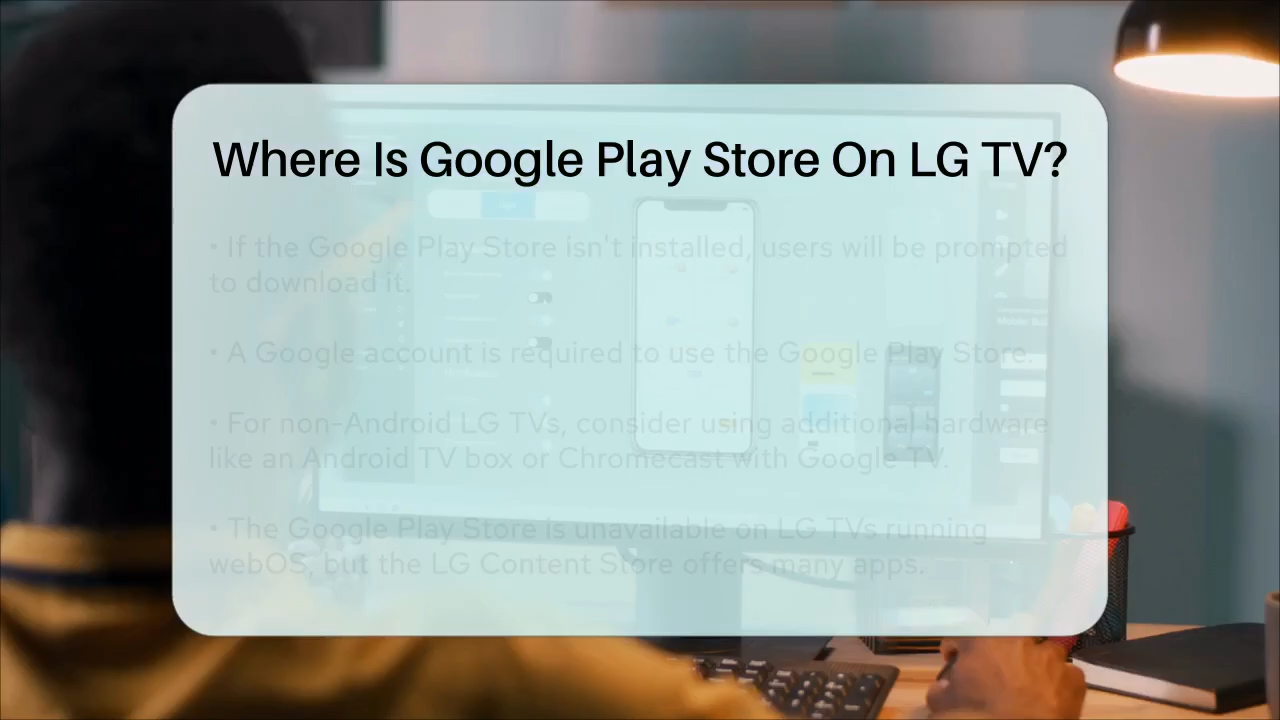 Where Is Google Play Store On LG TV?
• If the Google Play Store isn't installed, users will be prompted
to download it.
• A Google account is required to use the Google Play Store.
• For non-Android LG TVs, consider using additional hardware
like an Android TV box or Chromecast with Google TV.
• The Google Play Store is unavailable on LG TVs running
webOS, but the LG Content Store offers many apps.